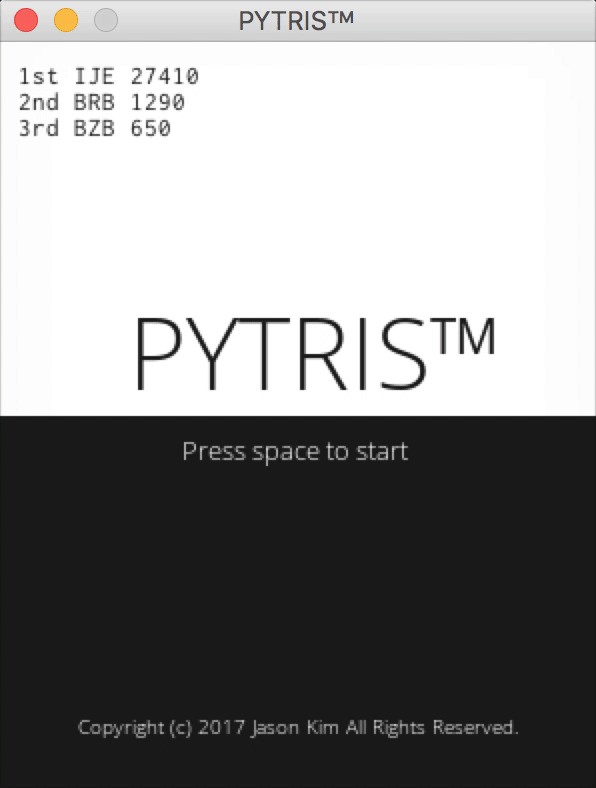 PYTRIS™
1st IJE 27410
2nd BRB 1290
3rd BZB 650
PYTRIS™
Press space to start
Copyright (c) 2017 Jason Kim All Rights Reserved.